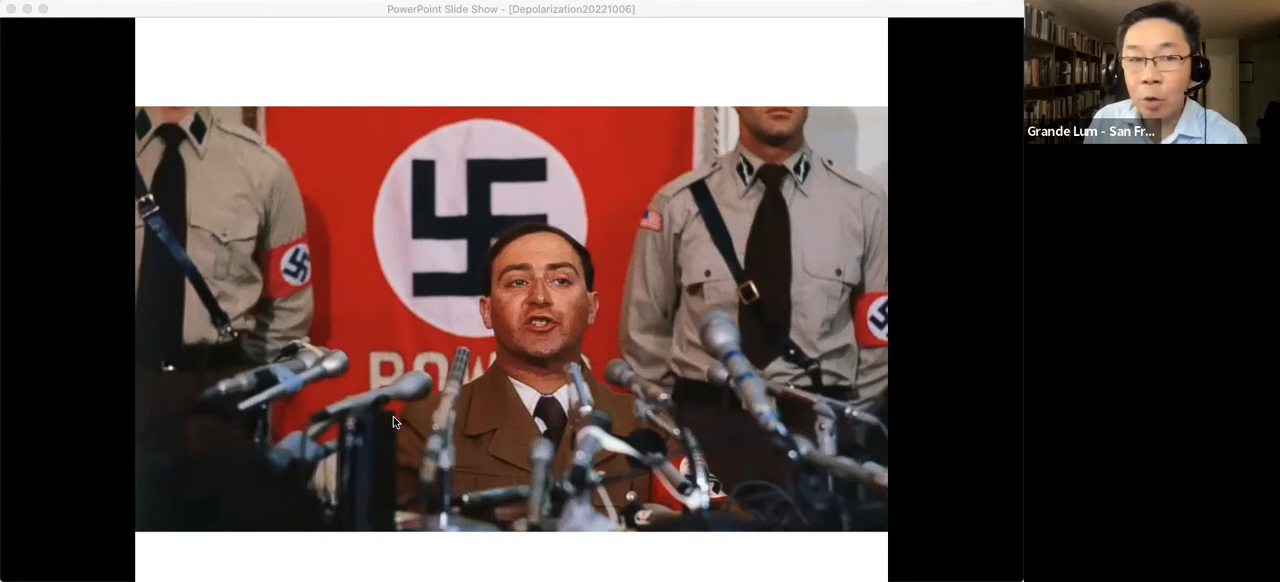 PowerPoint Slide Show - [Depolarization20221006]
Grande Lum - San Fr...